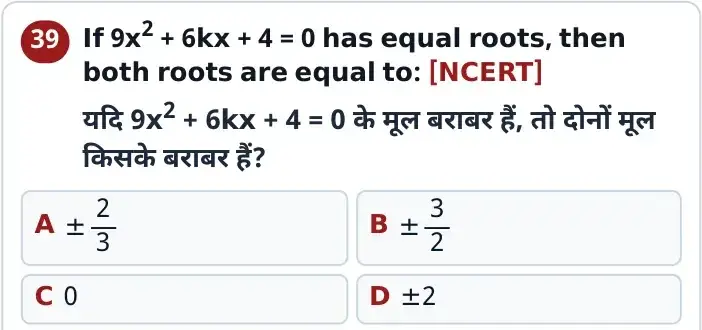 39 If 9x² + 6kx + 4 = 0 has equal roots, then
both roots are equal to: [NCERT]
यदि 9x² + 6kx + 4 = 0 के मूल बराबर हैं, तो दोनों मूल
किसके बराबर हैं?
A ± 2/3
B ± 3/2
C 0
D ±2